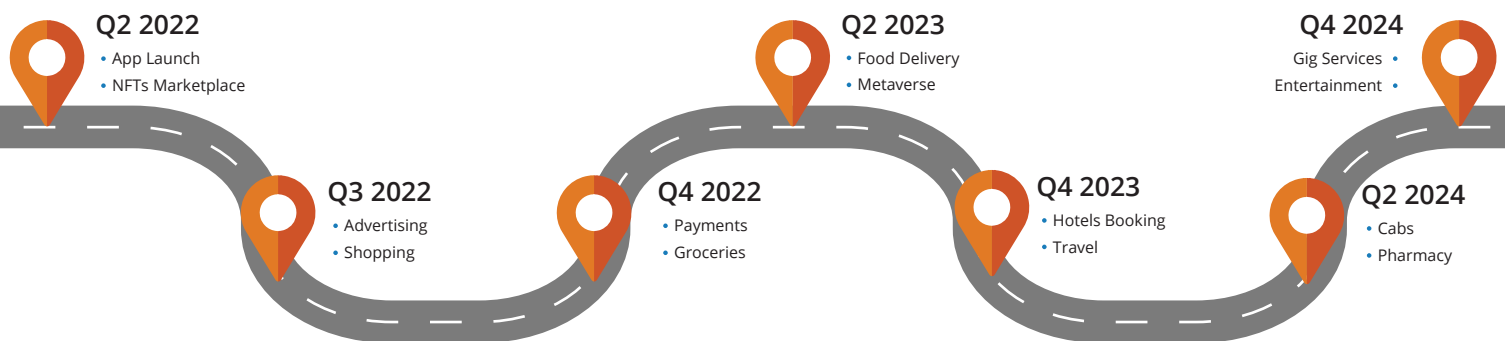 Q2 2022
• App Launch
• NFTs Marketplace
Q3 2022
• Advertising
• Shopping
Q4 2022
• Payments
• Groceries
Q2 2023
• Food Delivery
• Metaverse
Q4 2023
• Hotels Booking
• Travel
Q2 2024
• Cabs
• Pharmacy
Q4 2024
Gig Services •
Entertainment •